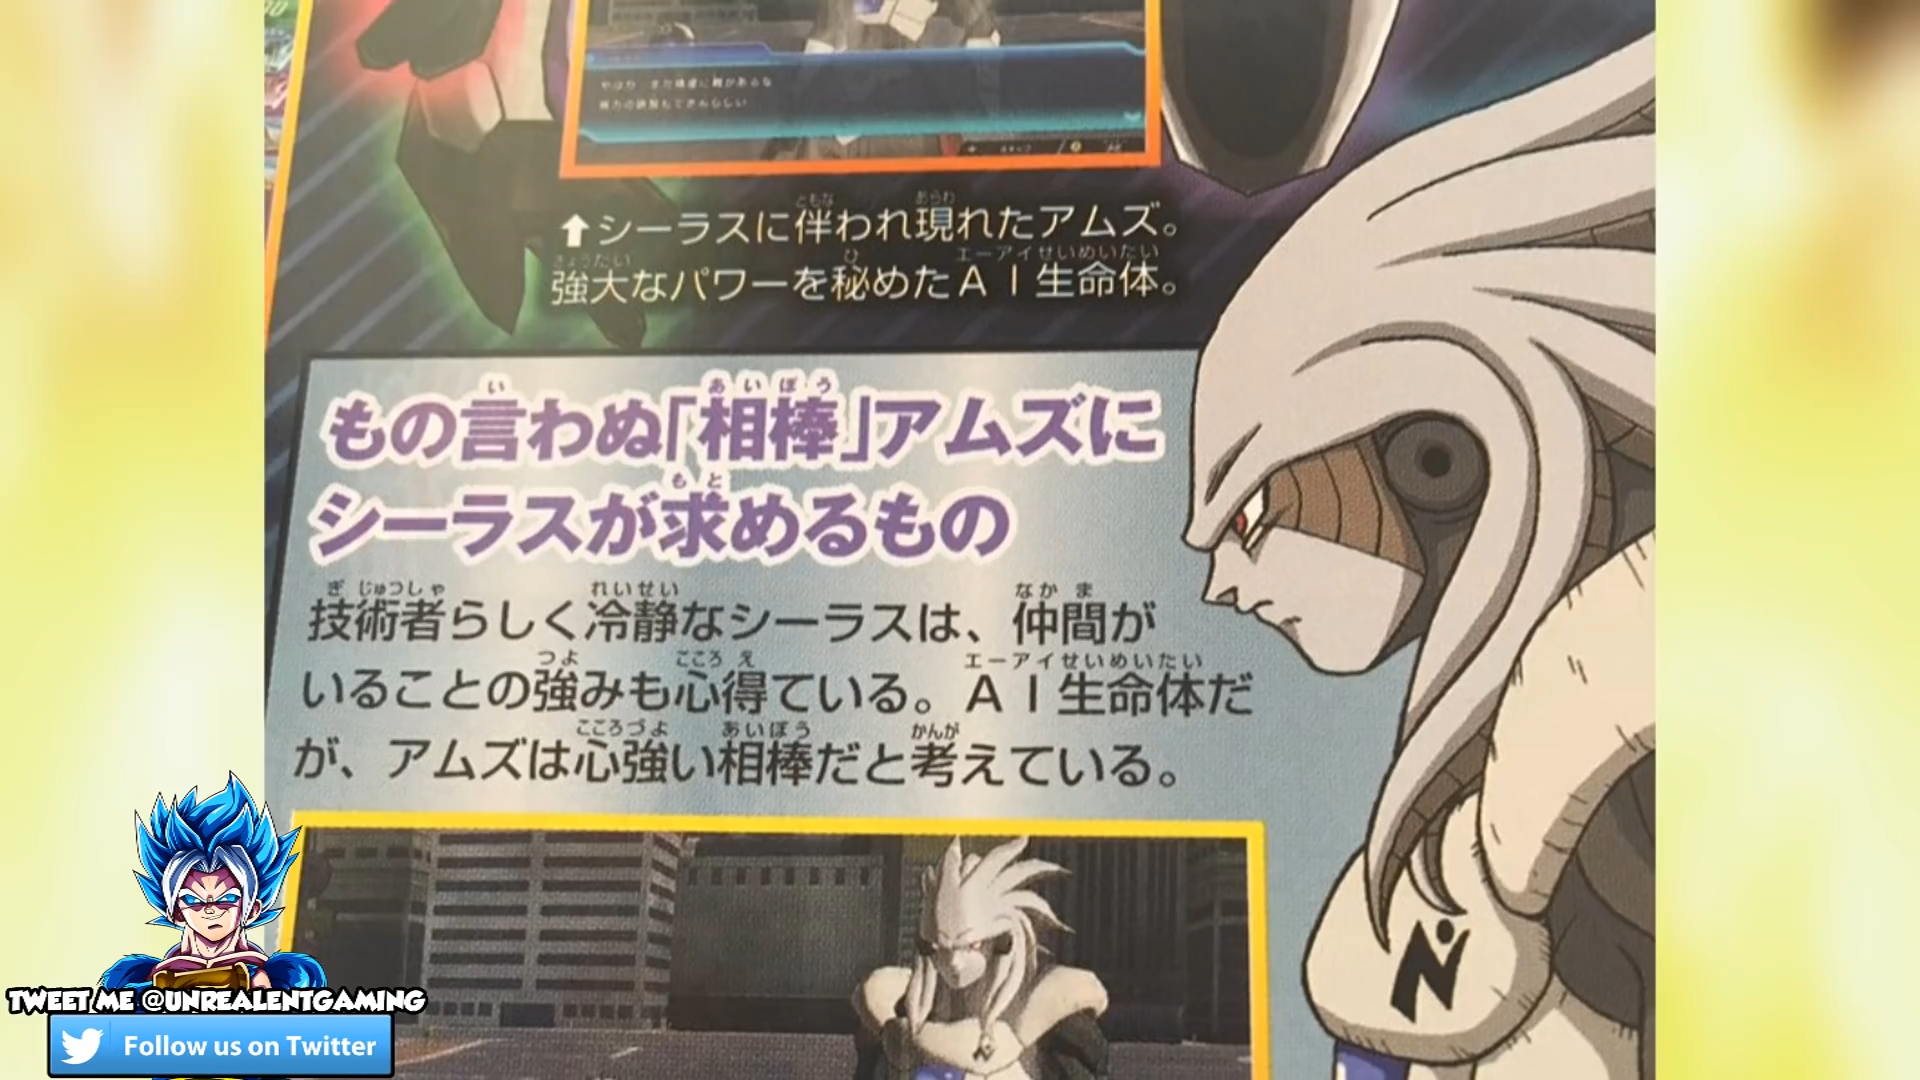 ↑シーラスに伴われ現れたアムズ。
強大なパワーを秘めたAI生命体。
もの言わぬ「相棒」アムズに
シーラスが求めるもの
技術者らしく冷静なシーラスは、仲間が
いることの強みも心得ている。AI生命体だ
が、アムズは心強い相棒だと考えている。
TWEET ME @UNREALENTGAMING
Follow us on Twitter